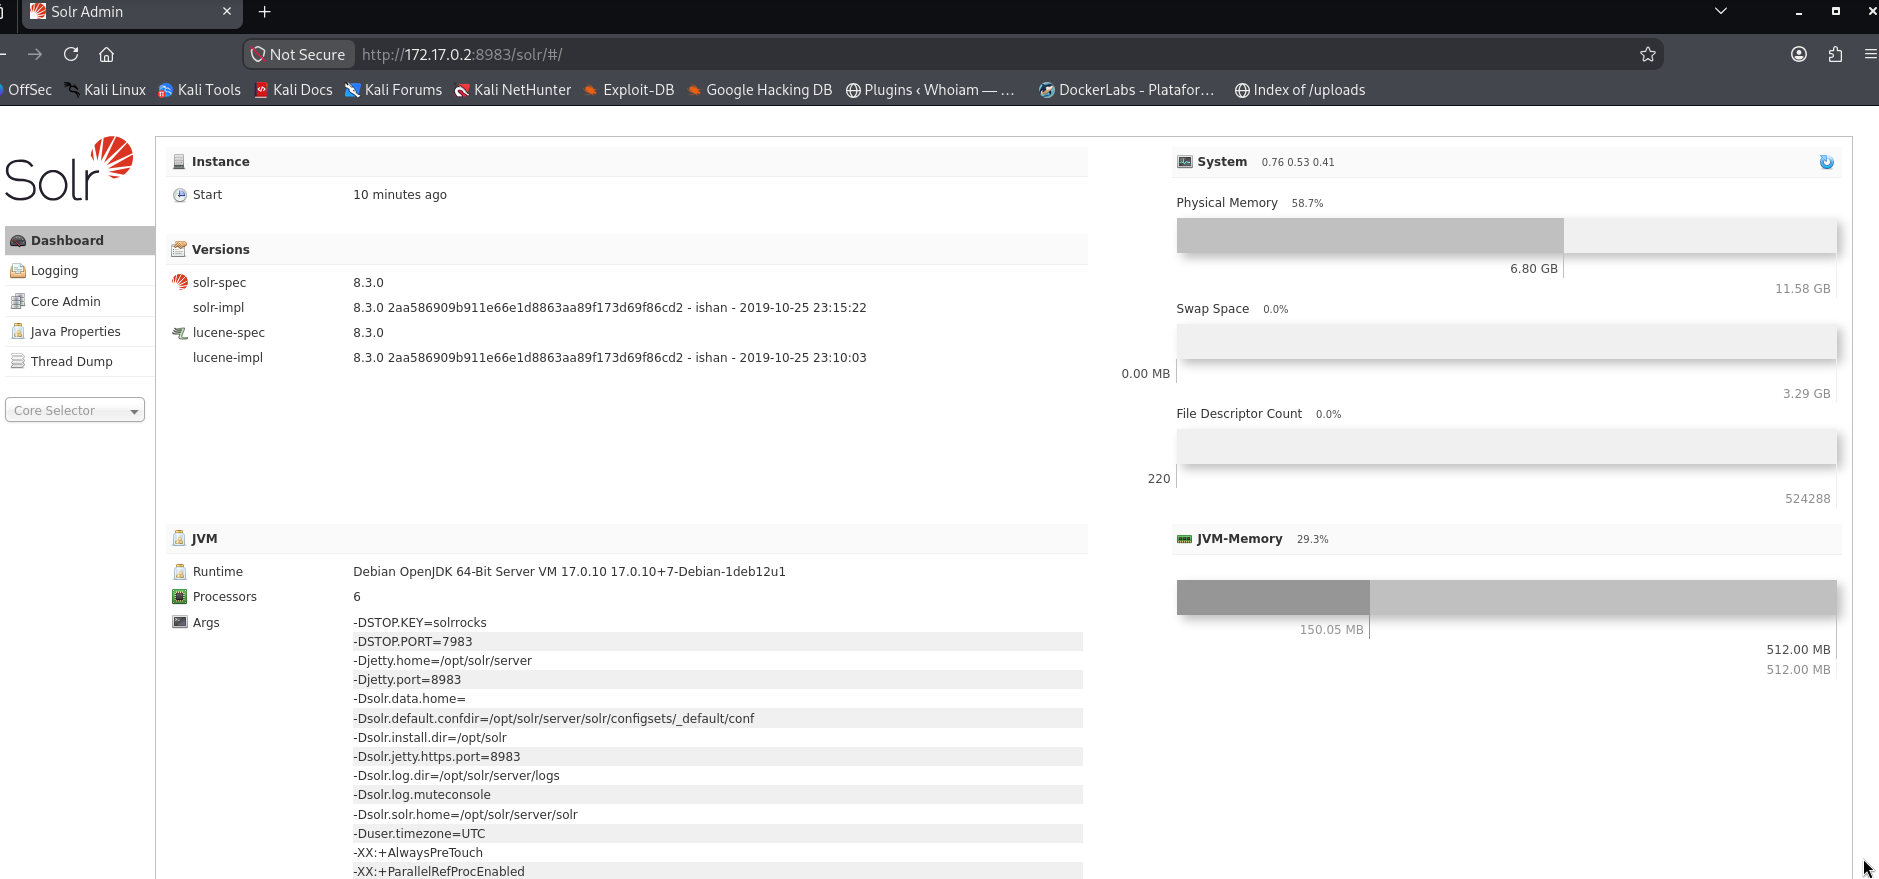 Solr Admin
Not Secure http://172.17.0.2:8983/solr/#/
OffSec Kali Linux Kali Tools Kali Docs Kali Forums Kali NetHunter Exploit-DB Google Hacking DB Plugins ‹ Whoiam — … DockerLabs - Platafor… Index of /uploads
Solr
Dashboard
Logging
Core Admin
Java Properties
Thread Dump
Core Selector
Instance
Start 10 minutes ago
Versions
solr-spec 8.3.0
solr-impl 8.3.0 2aa586909b911e66e1d8863aa89f173d69f86cd2 - ishan - 2019-10-25 23:15:22
lucene-spec 8.3.0
lucene-impl 8.3.0 2aa586909b911e66e1d8863aa89f173d69f86cd2 - ishan - 2019-10-25 23:10:03
JVM
Runtime Debian OpenJDK 64-Bit Server VM 17.0.10 17.0.10+7-Debian-1deb12u1
Processors 6
Args -DSTOP.KEY=solrrocks
-DSTOP.PORT=7983
-Djetty.home=/opt/solr/server
-Djetty.port=8983
-Dsolr.data.home=
-Dsolr.default.confdir=/opt/solr/server/solr/configsets/_default/conf
-Dsolr.install.dir=/opt/solr
-Dsolr.jetty.https.port=8983
-Dsolr.log.dir=/opt/solr/server/logs
-Dsolr.log.muteconsole
-Dsolr.solr.home=/opt/solr/server/solr
-Duser.timezone=UTC
-XX:+AlwaysPreTouch
-XX:+ParallelRefProcEnabled
System 0.76 0.53 0.41
Physical Memory 58.7%
6.80 GB
11.58 GB
Swap Space 0.0%
0.00 MB
3.29 GB
File Descriptor Count 0.0%
220
524288
JVM-Memory 29.3%
150.05 MB
512.00 MB
512.00 MB